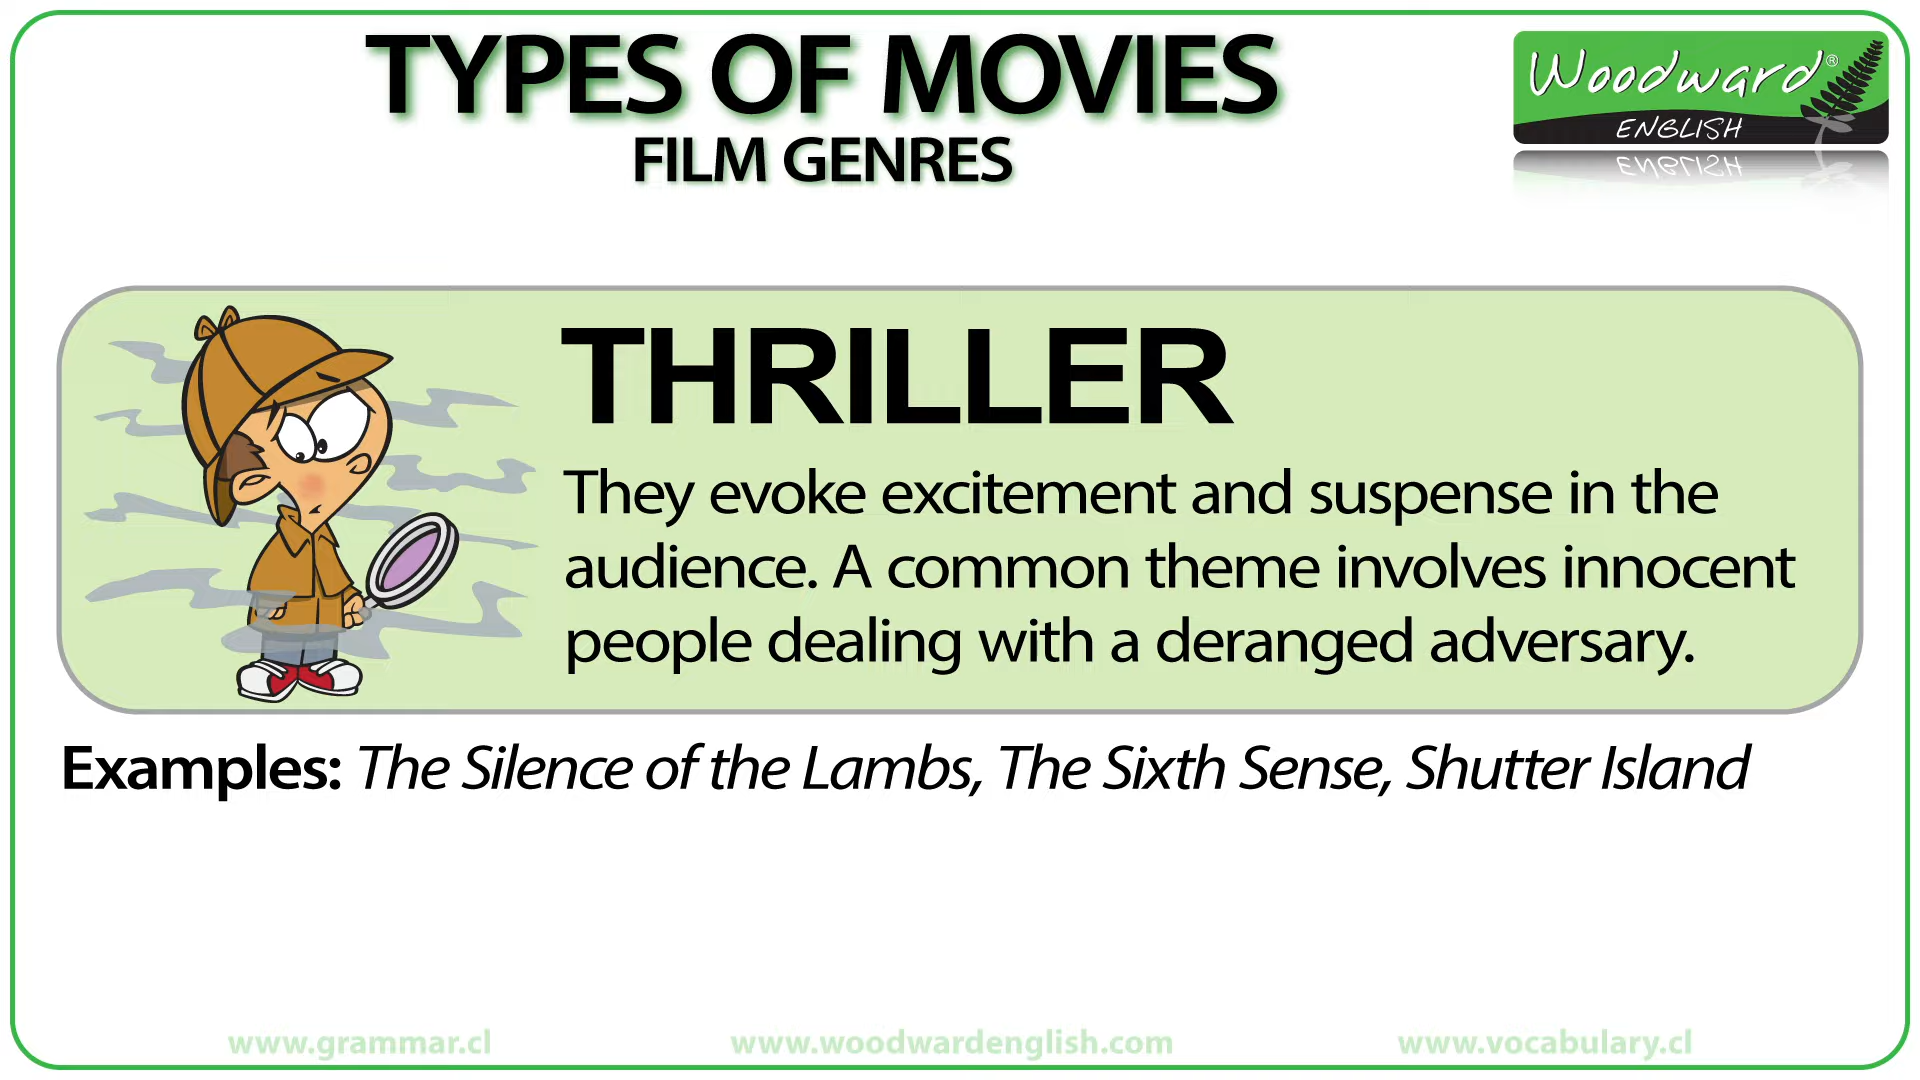 TYPES OF MOVIES
FILM GENRES
Woodward®
ENGLISH
THRILLER
They evoke excitement and suspense in the
audience. A common theme involves innocent
people dealing with a deranged adversary.
Examples: The Silence of the Lambs, The Sixth Sense, Shutter Island
www.grammar.cl
www.woodwardenglish.com
www.vocabulary.cl